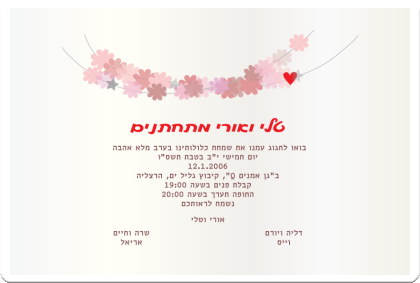 טלי ואורי מתחתנים
בואו לחגוג עמנו את שמחת כלולותינו בערב מלא אהבה
יום חמישי י"ב בטבת תשס"ו
12.1.2006
ב"גן אמנים Q", קיבוץ גליל ים, הרצליה
קבלת פנים בשעה 19:00
החופה תערך בשעה 20:00
נשמח לראותכם
אורי וטלי
שרה וחיים
אריאל
דליה ויורם
וייס